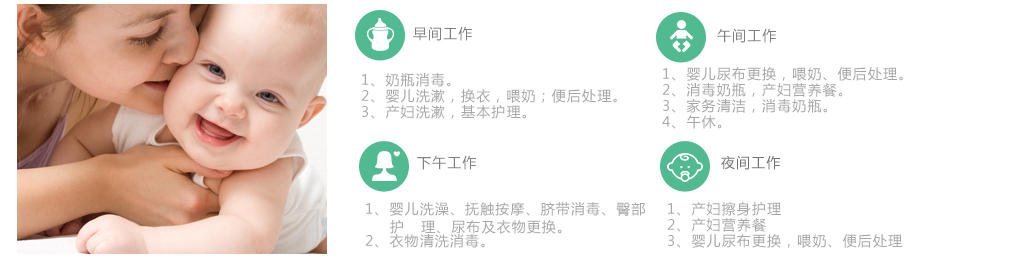 早间工作
1、奶瓶消毒。
2、婴儿洗漱，换衣，喂奶；便后处理。
3、产妇洗漱，基本护理。
午间工作
1、婴儿尿布更换，喂奶、便后处理。
2、消毒奶瓶，产妇营养餐。
3、家务清洁，消毒奶瓶。
4、午休。
下午工作
1、婴儿洗澡、抚触按摩、脐带消毒、臀部
护 理、尿布及衣物更换。
2、衣物清洗消毒。
夜间工作
1、产妇擦身护理
2、产妇营养餐
3、婴儿尿布更换，喂奶、便后处理